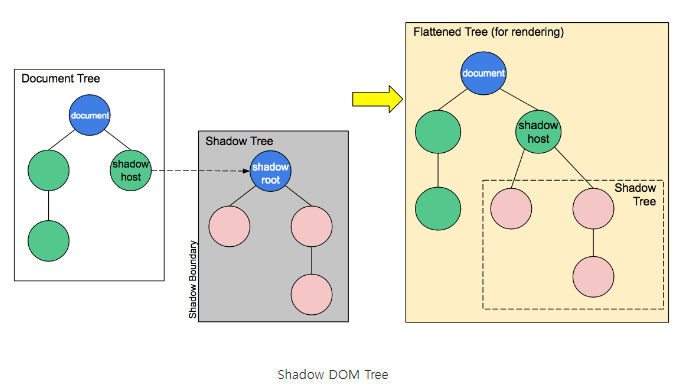 Document Tree
document
shadow
host
Shadow Tree
shadow
root
Shadow Boundary
Flattened Tree (for rendering)
document
shadow
host
Shadow
Tree
Shadow DOM Tree